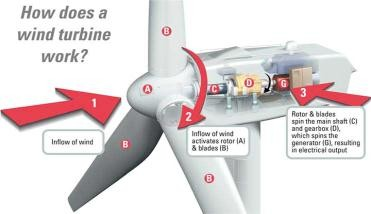 How does a
wind turbine
work?
B
A
C
D
G
1
2
3
Inflow of wind
Inflow of wind
activates rotor (A)
& blades (B)
Rotor & blades
spin the main shaft (C)
and gearbox (D),
which spins the
generator (G), resulting
in electrical output
B
B